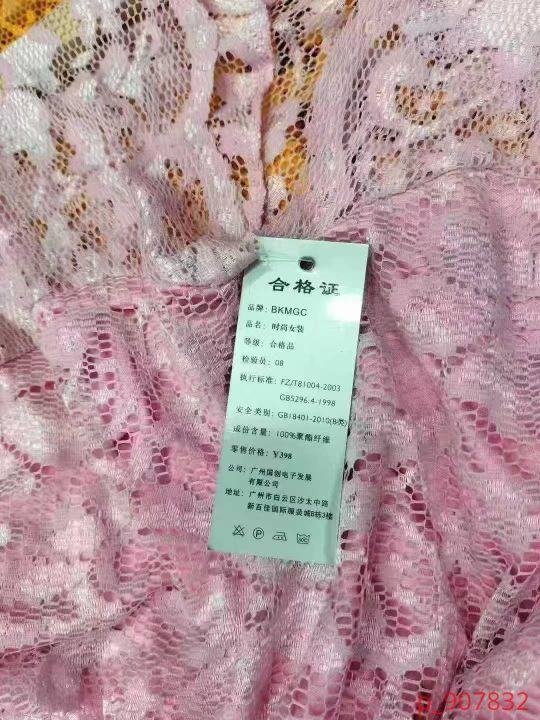 合格证
品牌: BKMGC
品名: 时尚女装
等级: 合格品
检验员: 08
执行标准: FZ/T81004-2003
GB5296.4-1998
安全类别: GB18401-2010(B类)
成份含量: 100%聚酯纤维
零售价格: ¥398
公司: 广州国创电子发展
有限公司
地址: 广州市白云区沙太中路
新百佳国际服装城B栋3楼
p_907832